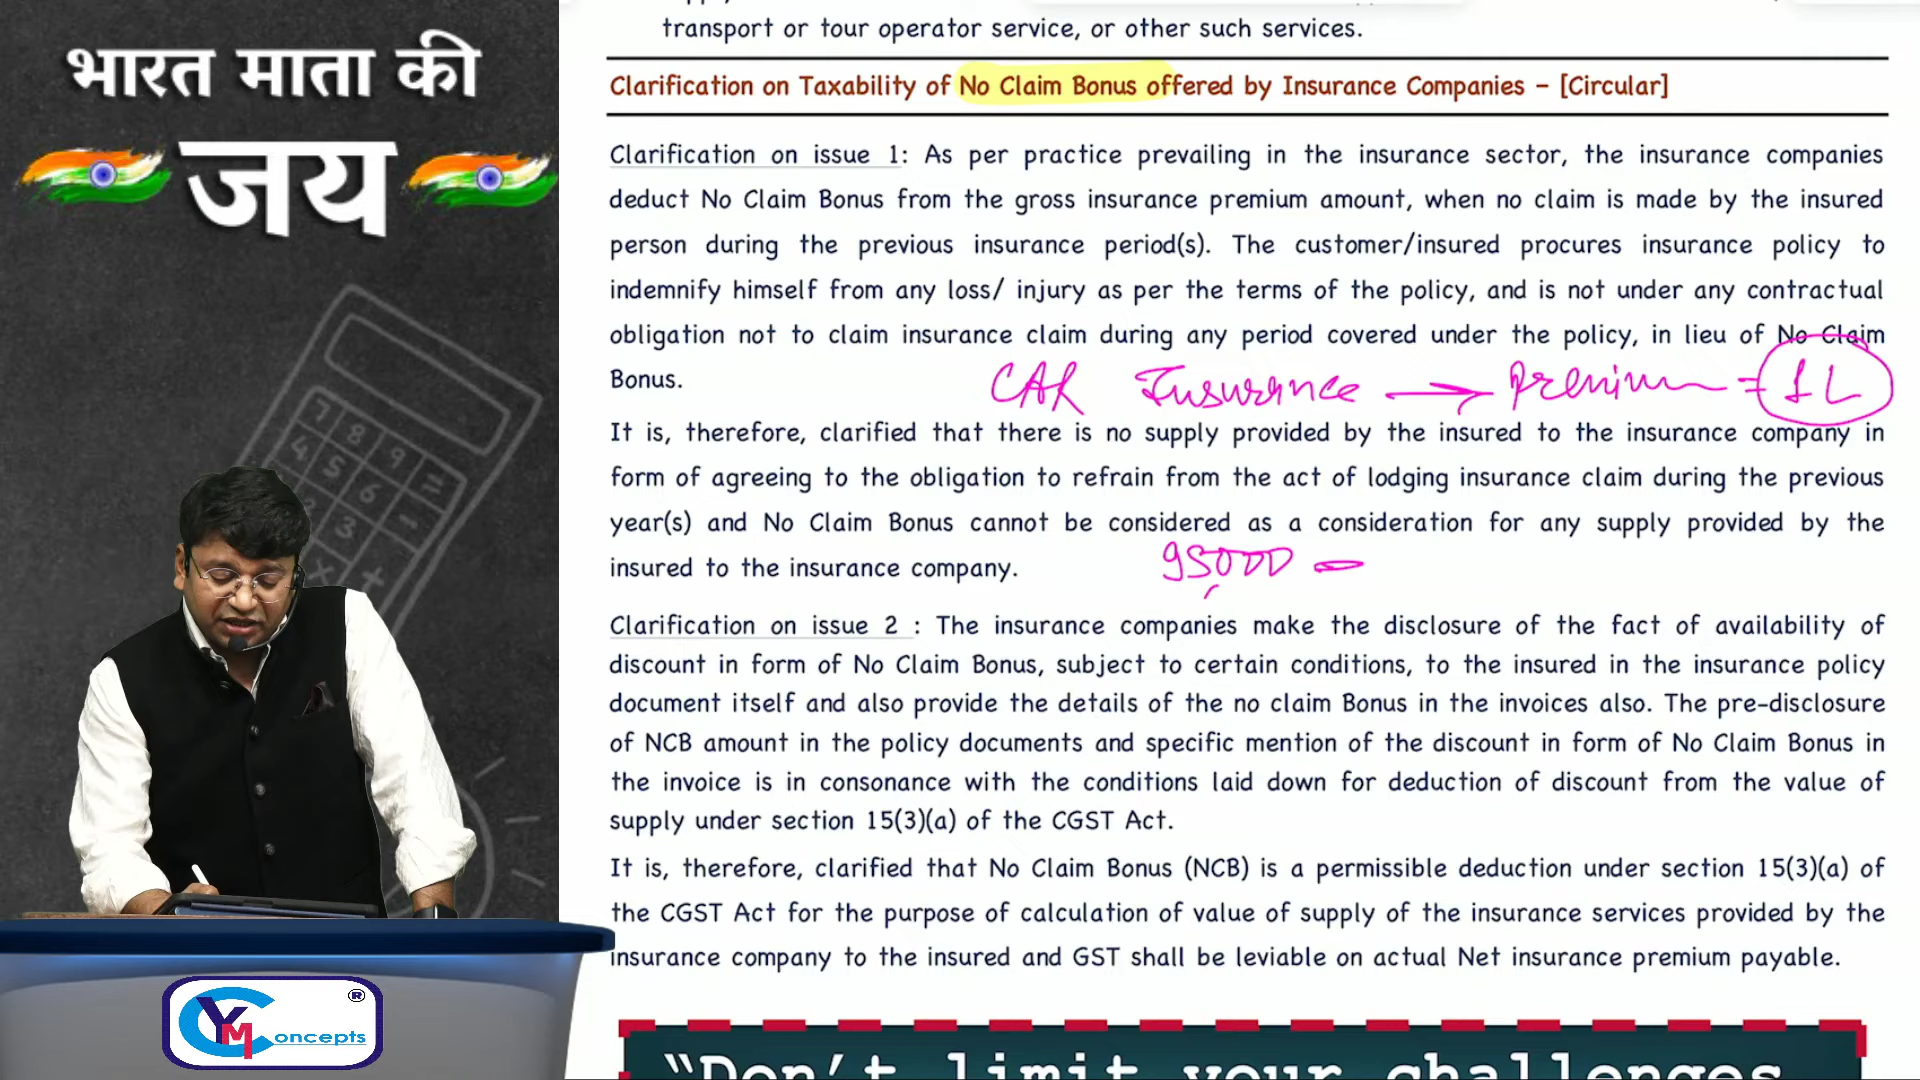 भारत माता की
जय
transport or tour operator service, or other such services.
Clarification on Taxability of No Claim Bonus offered by Insurance Companies – [Circular]
Clarification on issue 1: As per practice prevailing in the insurance sector, the insurance companies
deduct No Claim Bonus from the gross insurance premium amount, when no claim is made by the insured
person during the previous insurance period(s). The customer/insured procures insurance policy to
indemnify himself from any loss/ injury as per the terms of the policy, and is not under any contractual
obligation not to claim insurance claim during any period covered under the policy, in lieu of No Claim
Bonus.
CAR Insurance → Premium = 1 L
It is, therefore, clarified that there is no supply provided by the insured to the insurance company in
form of agreeing to the obligation to refrain from the act of lodging insurance claim during the previous
year(s) and No Claim Bonus cannot be considered as a consideration for any supply provided by the
insured to the insurance company.
95000
Clarification on issue 2 : The insurance companies make the disclosure of the fact of availability of
discount in form of No Claim Bonus, subject to certain conditions, to the insured in the insurance policy
document itself and also provide the details of the no claim Bonus in the invoices also. The pre-disclosure
of NCB amount in the policy documents and specific mention of the discount in form of No Claim Bonus in
the invoice is in consonance with the conditions laid down for deduction of discount from the value of
supply under section 15(3)(a) of the CGST Act.
It is, therefore, clarified that No Claim Bonus (NCB) is a permissible deduction under section 15(3)(a) of
the CGST Act for the purpose of calculation of value of supply of the insurance services provided by the
insurance company to the insured and GST shall be leviable on actual Net insurance premium payable.
"Don't limit your challenges
YM Concepts ®